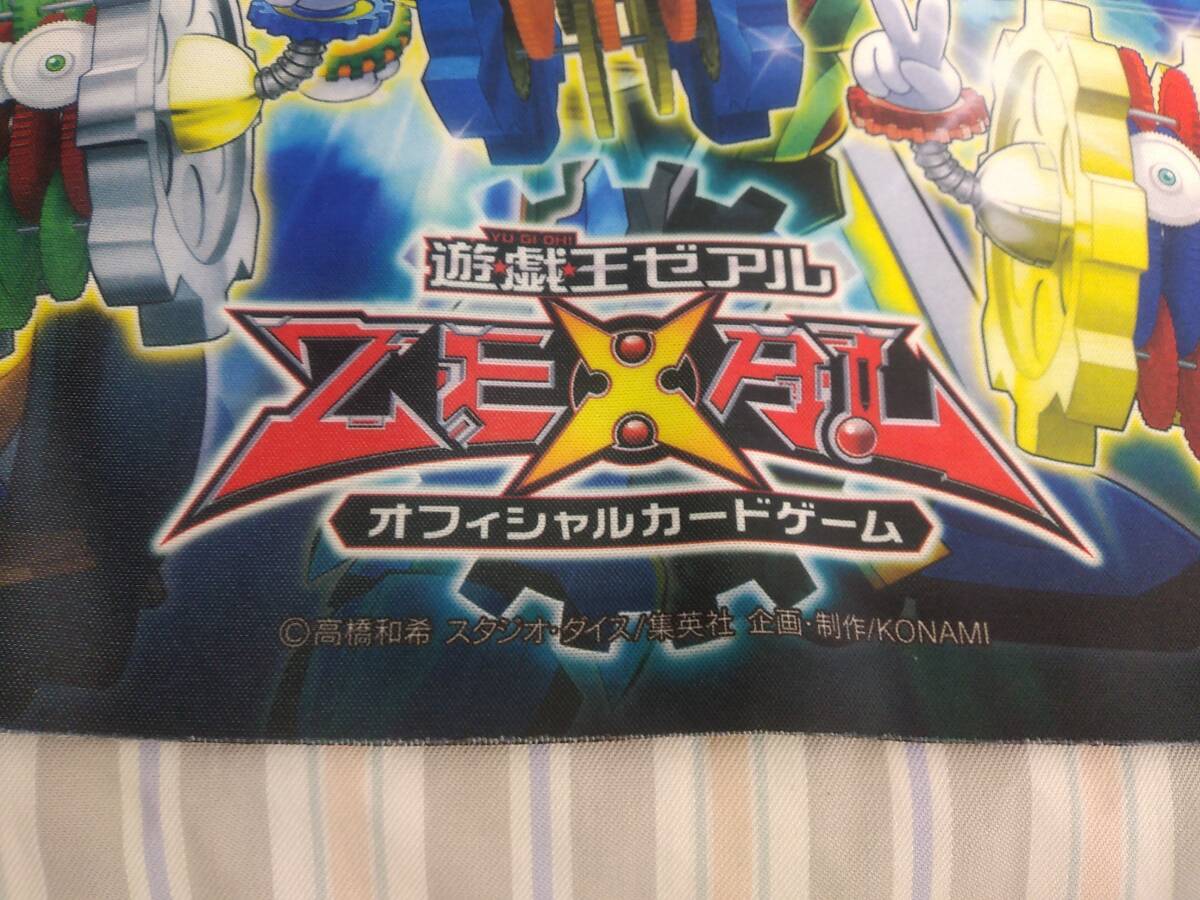 YU GI OH!
遊★戯★王ゼアル
ZEXAL
オフィシャルカードゲーム
©高橋和希 スタジオ・ダイス/集英社 企画・制作/KONAMI